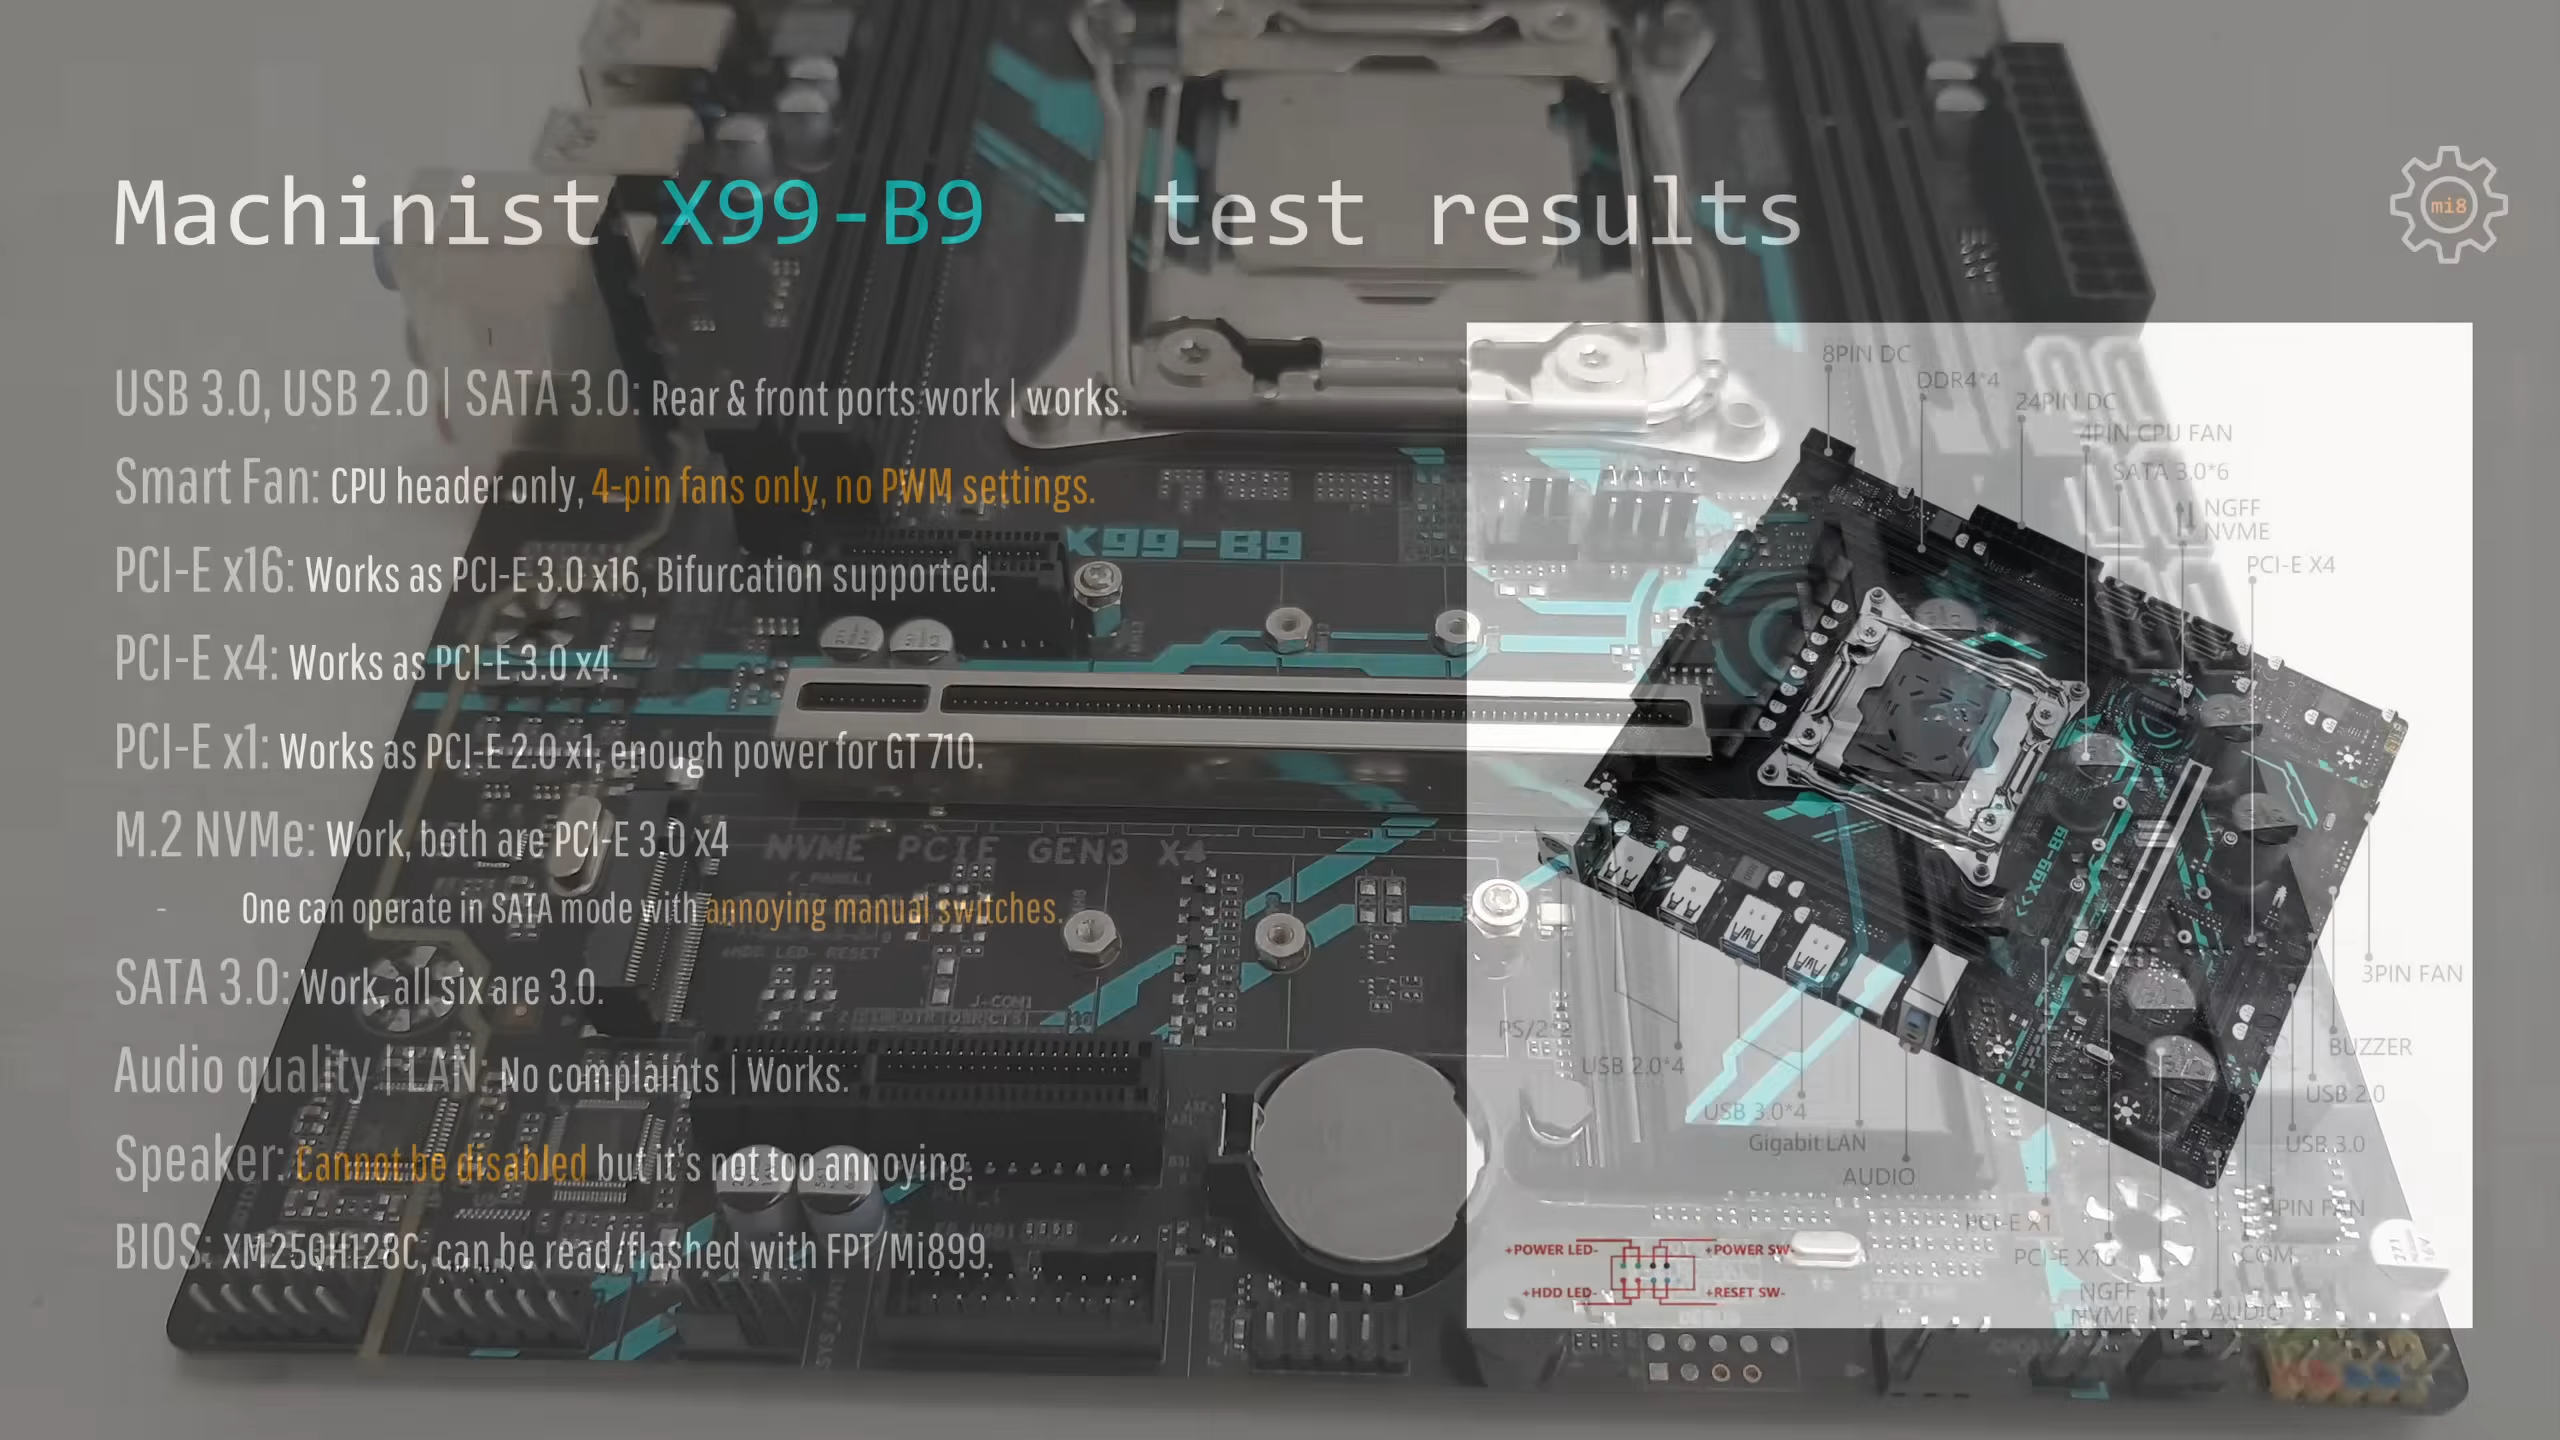 Machinist X99-B9 - test results
mi8
USB 3.0, USB 2.0 | SATA 3.0: Rear & front ports work | works.
Smart Fan: CPU header only, 4-pin fans only, no PWM settings.
PCI-E x16: Works as PCI-E 3.0 x16, Bifurcation supported.
PCI-E x4: Works as PCI-E 3.0 x4.
PCI-E x1: Works as PCI-E 2.0 x1, enough power for GT 710.
M.2 NVMe: Work, both are PCI-E 3.0 x4
- One can operate in SATA mode with annoying manual switches.
SATA 3.0: Work, all six are 3.0.
Audio quality | LAN: No complaints | Works.
Speaker: Cannot be disabled but it's not too annoying.
BIOS: XM25QH128C, can be read/flashed with FPT/Mi899.
X99-B9
NVME PCIE GEN3 X4
F_PANEL1
+HDD LED- RESET
J-COM1
8PIN DC
DDR4*4
24PIN DC
4PIN CPU FAN
SATA 3.0*6
NGFF
NVME
PCI-E X4
<<X99-B9
3PIN FAN
PS/2*2
USB 2.0*4
USB 3.0*4
Gigabit LAN
AUDIO
BUZZER
USB 2.0
USB 3.0
4PIN FAN
COM
PCI-E X1
PCI-E X16
NGFF
NVME
AUDIO
+POWER LED-
+POWER SW-
+HDD LED-
+RESET SW-